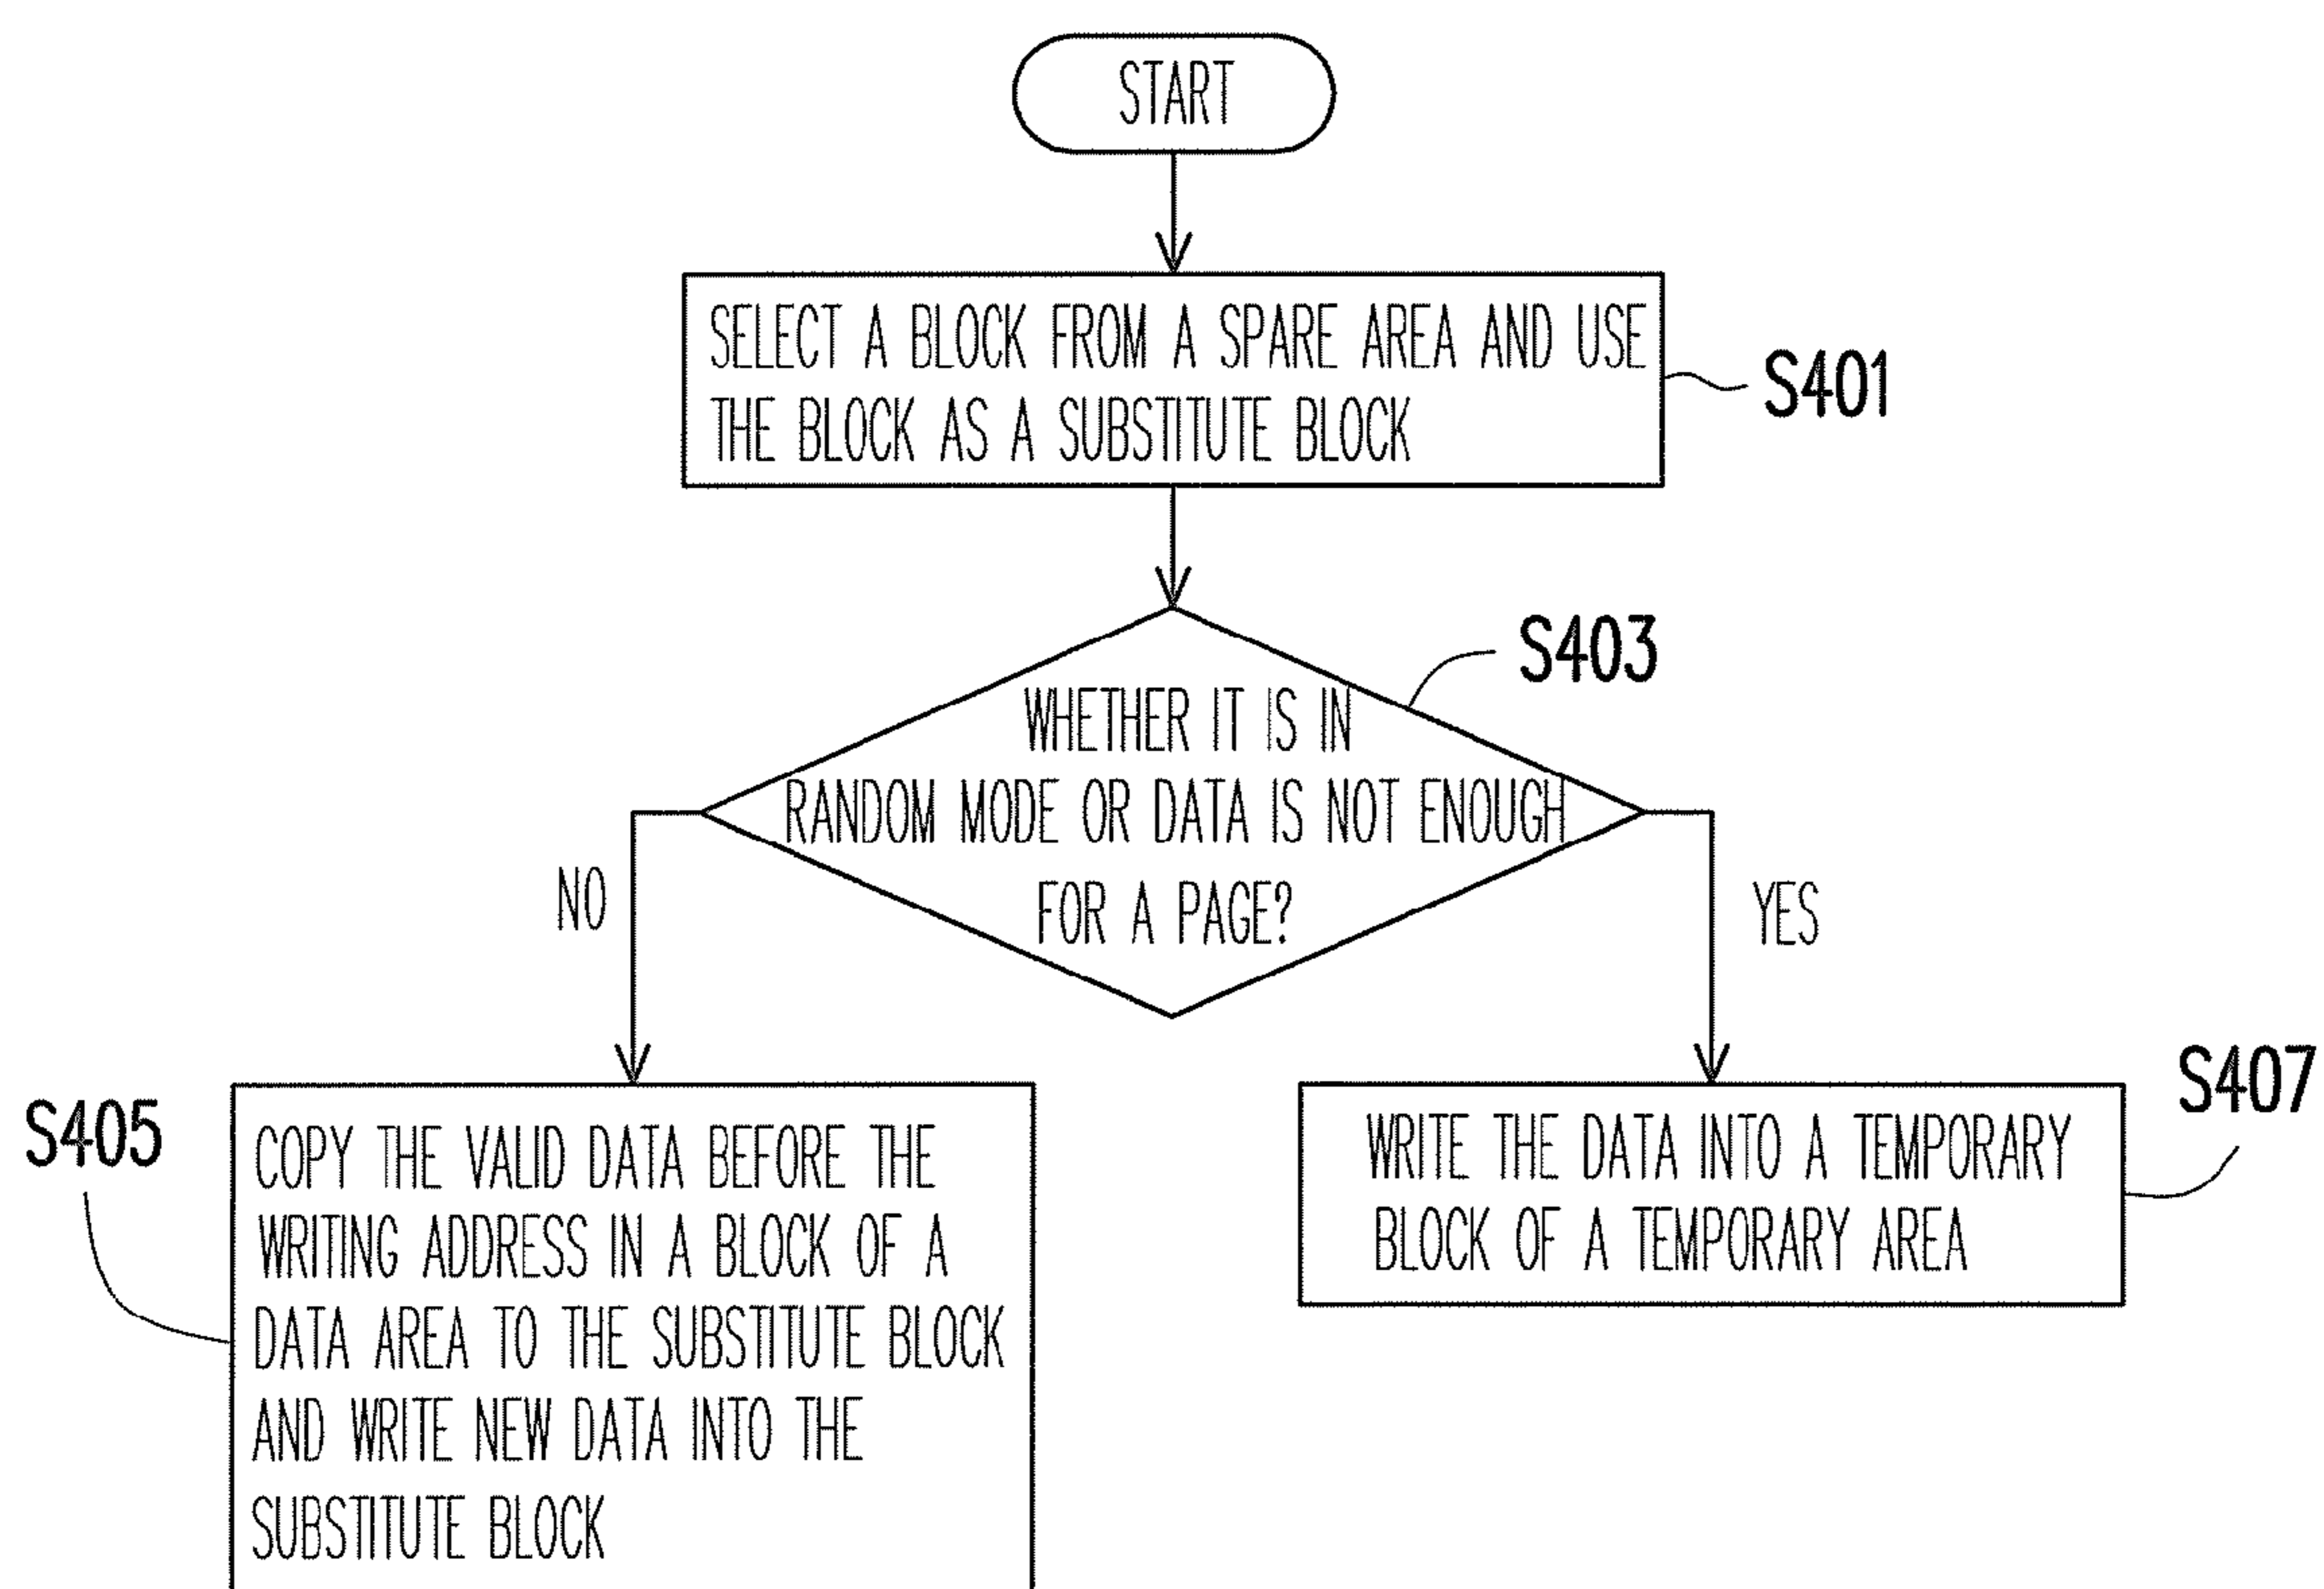 START
SELECT A BLOCK FROM A SPARE AREA AND USE
THE BLOCK AS A SUBSTITUTE BLOCK
S401
S403
WHETHER IT IS IN
RANDOM MODE OR DATA IS NOT ENOUGH
FOR A PAGE?
NO
YES
S405
COPY THE VALID DATA BEFORE THE
WRITING ADDRESS IN A BLOCK OF A
DATA AREA TO THE SUBSTITUTE BLOCK
AND WRITE NEW DATA INTO THE
SUBSTITUTE BLOCK
S407
WRITE THE DATA INTO A TEMPORARY
BLOCK OF A TEMPORARY AREA